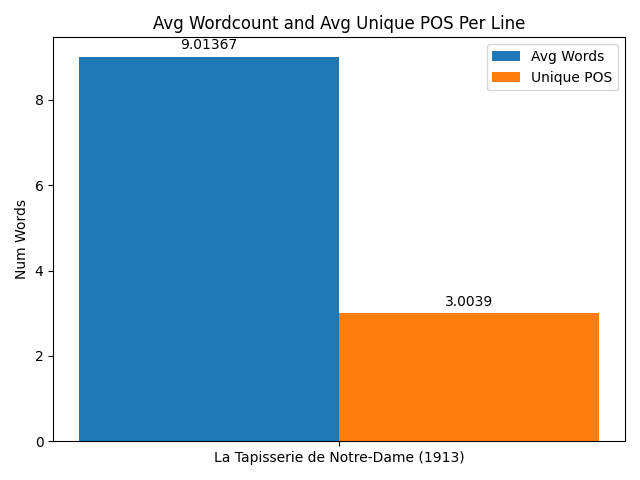 Avg Wordcount and Avg Unique POS Per Line
9.01367
Avg Words
Unique POS
8
6
Num Words
4
3.0039
2
0
La Tapisserie de Notre-Dame (1913)